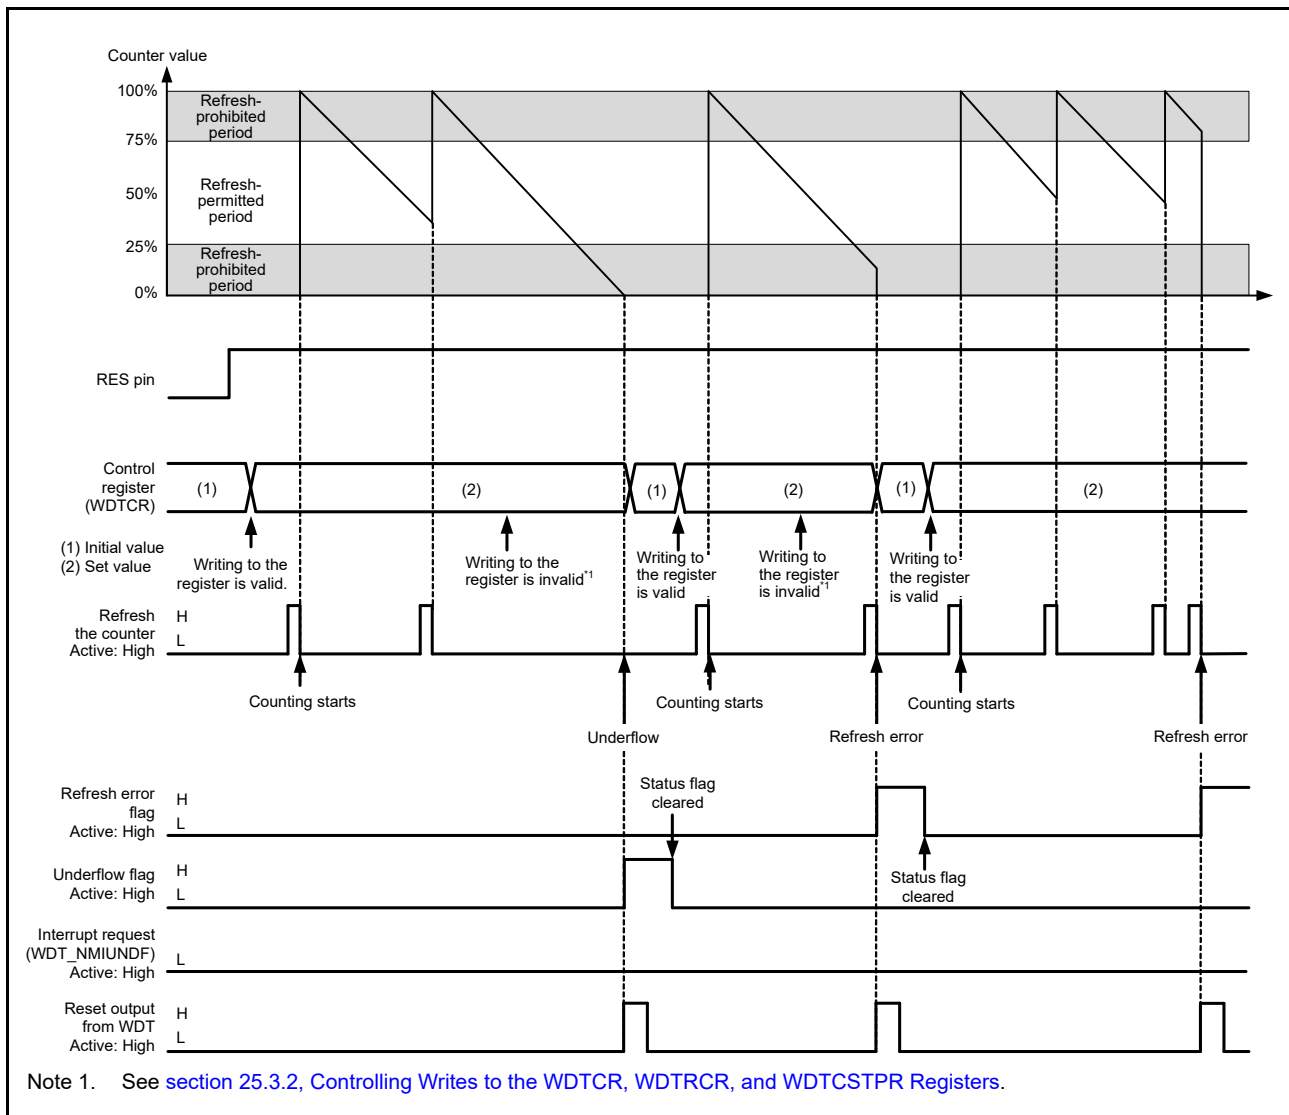 Counter value
100%
Refresh-
prohibited
period
75%
Refresh-
permitted
period
50%
25%
Refresh-
prohibited
period
0%
RES pin
Control
register
(WDTCR)
(1)
(2)
(1)
(2)
(1)
(2)
(1) Initial value
(2) Set value
Writing to the
register is valid.
Writing to the
register is invalid*1
Writing to
the register
is valid
Writing to
the register
is invalid*1
Writing to
the register
is valid
Refresh
the counter
Active: High
H
L
Counting starts
Counting starts
Counting starts
Underflow
Refresh error
Refresh error
Refresh error
flag
Active: High
H
L
Status flag
cleared
Underflow flag
Active: High
H
L
Status flag
cleared
Interrupt request
(WDT_NMIUNDF)
Active: High
L
Reset output
from WDT
Active: High
H
L
Note 1. See section 25.3.2, Controlling Writes to the WDTCR, WDTRCR, and WDTCSTPR Registers.